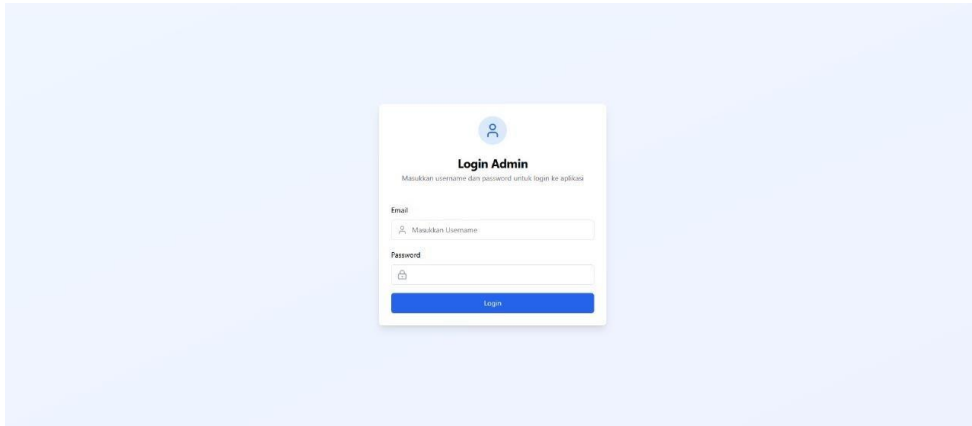 Login Admin
Masukkan username dan password untuk login ke aplikasi
Email
Masukkan Username
Password
Login